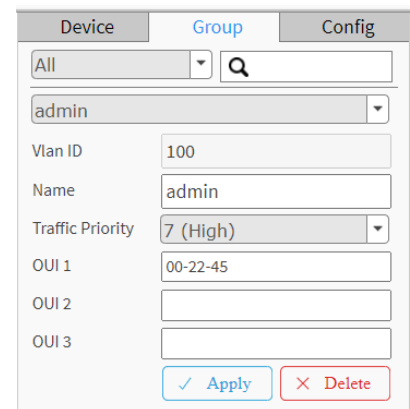 Device Group Config
All
admin
Vlan ID 100
Name admin
Traffic Priority 7 (High)
OUI 1 00-22-45
OUI 2
OUI 3
Apply Delete